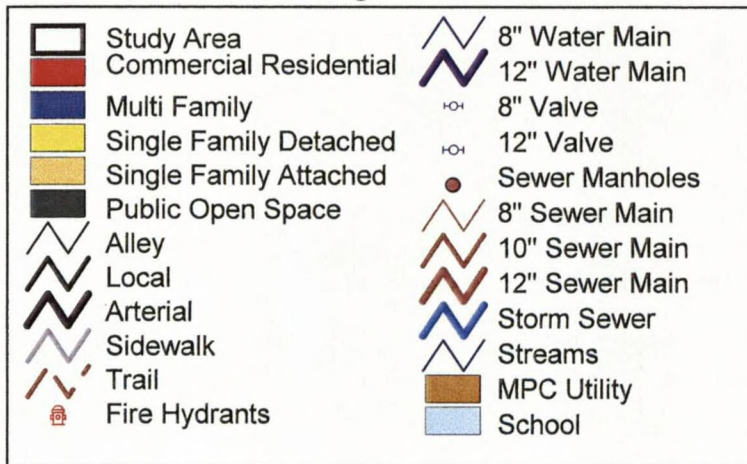 Study Area
Commercial Residential
Multi Family
Single Family Detached
Single Family Attached
Public Open Space
Alley
Local
Arterial
Sidewalk
Trail
Fire Hydrants
8" Water Main
12" Water Main
8" Valve
12" Valve
Sewer Manholes
8" Sewer Main
10" Sewer Main
12" Sewer Main
Storm Sewer
Streams
MPC Utility
School